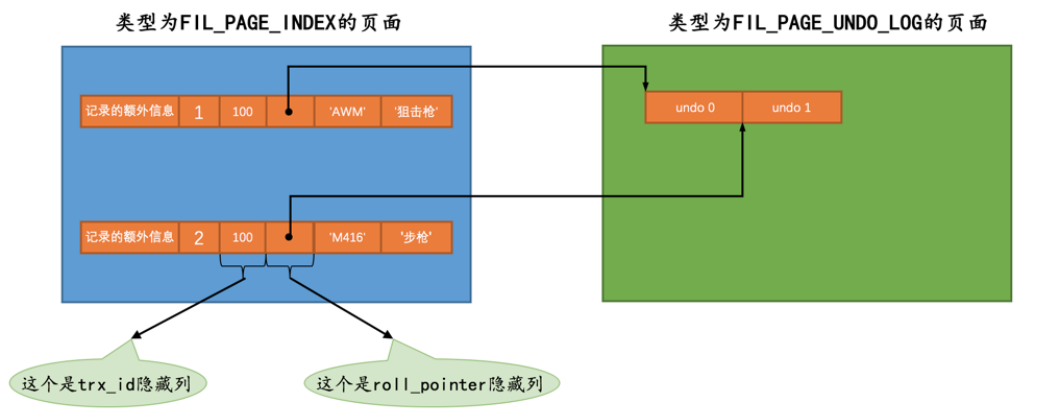 类型为FIL_PAGE_INDEX的页面
类型为FIL_PAGE_UNDO_LOG的页面
记录的额外信息 1 100 'AWM' '狙击枪'
undo 0 undo 1
记录的额外信息 2 100 'M416' '步枪'
这个是trx_id隐藏列
这个是roll_pointer隐藏列